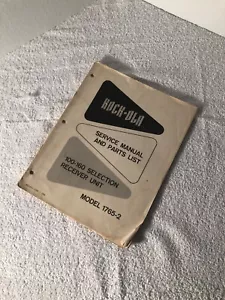 ROCK-OLA
SERVICE MANUAL
AND PARTS LIST
100-160 SELECTION
RECEIVER UNIT
MODEL 1765-2